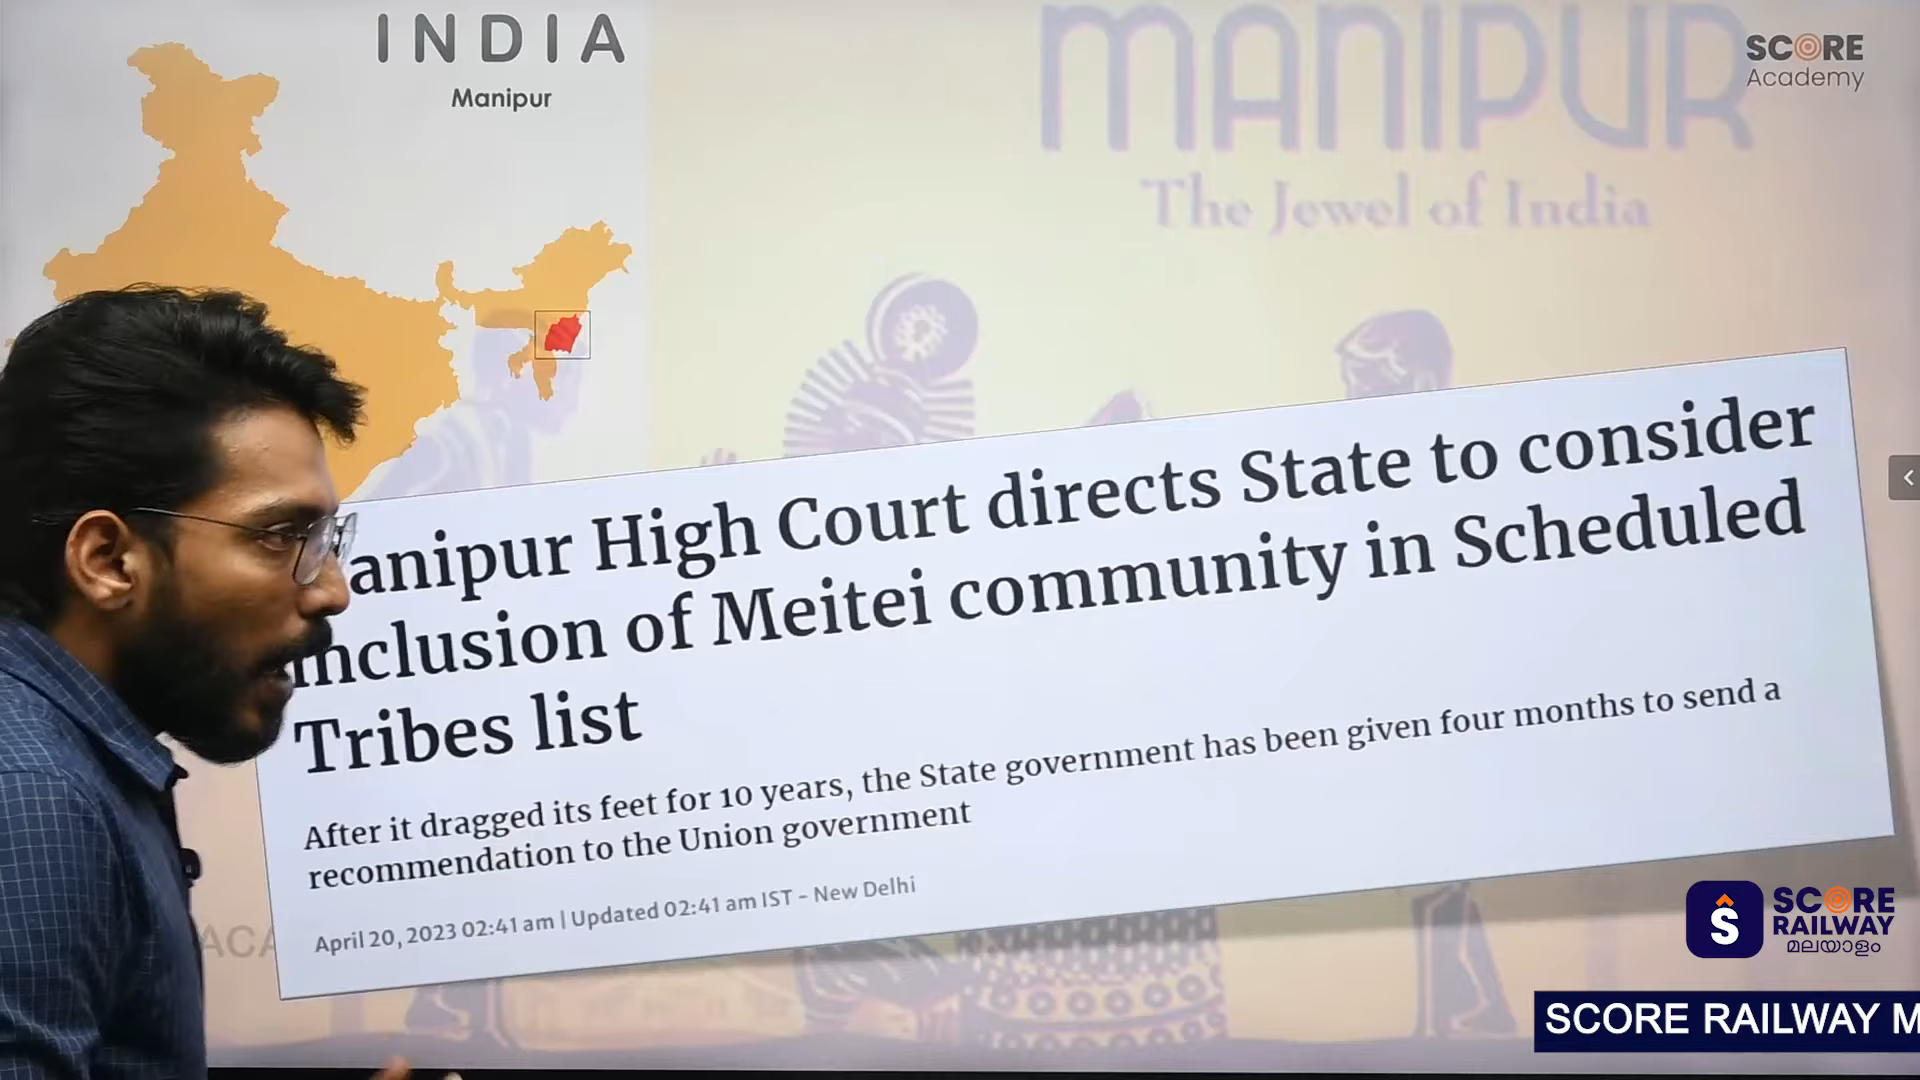 INDIA
Manipur
MANIPUR
The Jewel of India
SCORE
Academy
anipur High Court directs State to consider
inclusion of Meitei community in Scheduled
Tribes list
After it dragged its feet for 10 years, the State government has been given four months to send a
recommendation to the Union government
April 20, 2023 02:41 am | Updated 02:41 am IST - New Delhi
ACA
SCORE
RAILWAY
മലയാളം
SCORE RAILWAY M